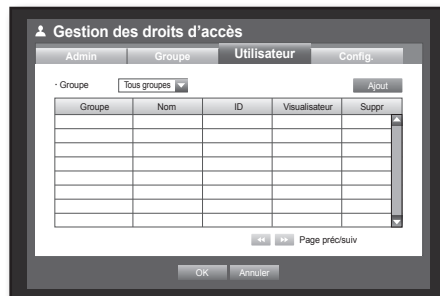 Gestion des droits d'accès
Admin Groupe Utilisateur Config.
· Groupe Tous groupes Ajout
Groupe Nom ID Visualisateur Suppr
Page préc/suiv
OK Annuler